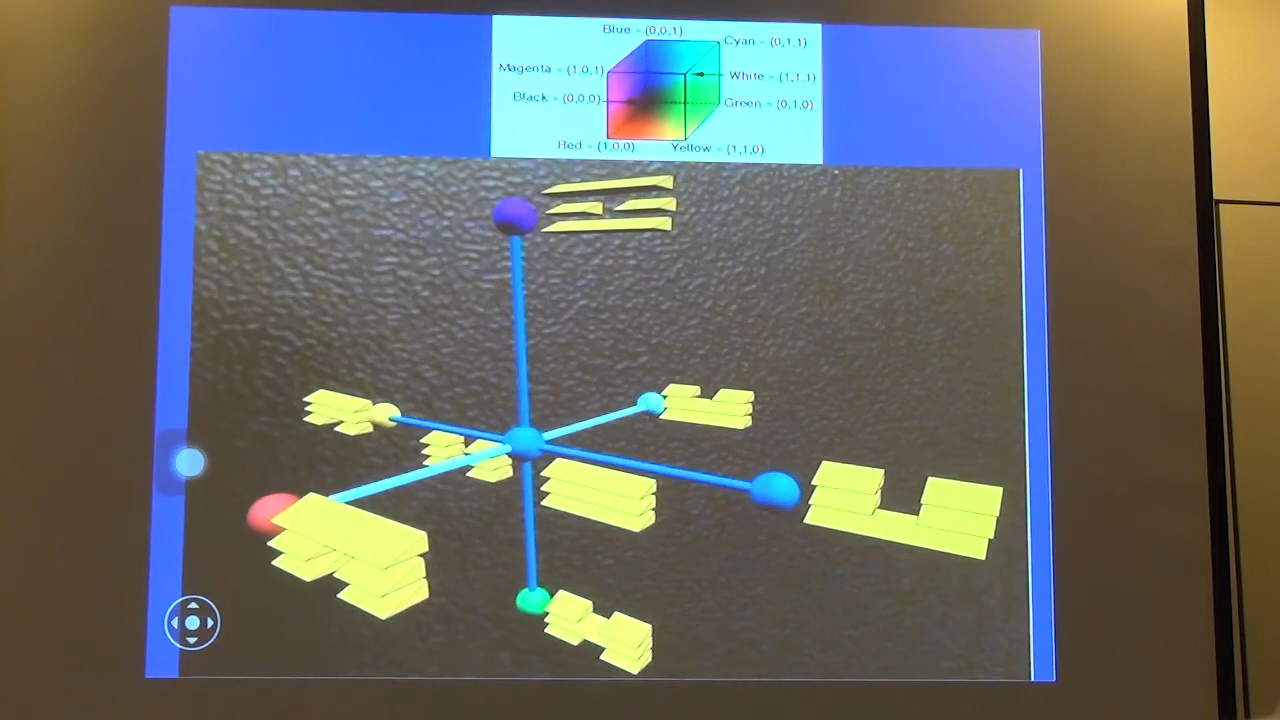 Blue = (0,0,1)
Cyan = (0,1,1)
Magenta = (1,0,1)
White = (1,1,1)
Black = (0,0,0)
Green = (0,1,0)
Red = (1,0,0)
Yellow = (1,1,0)